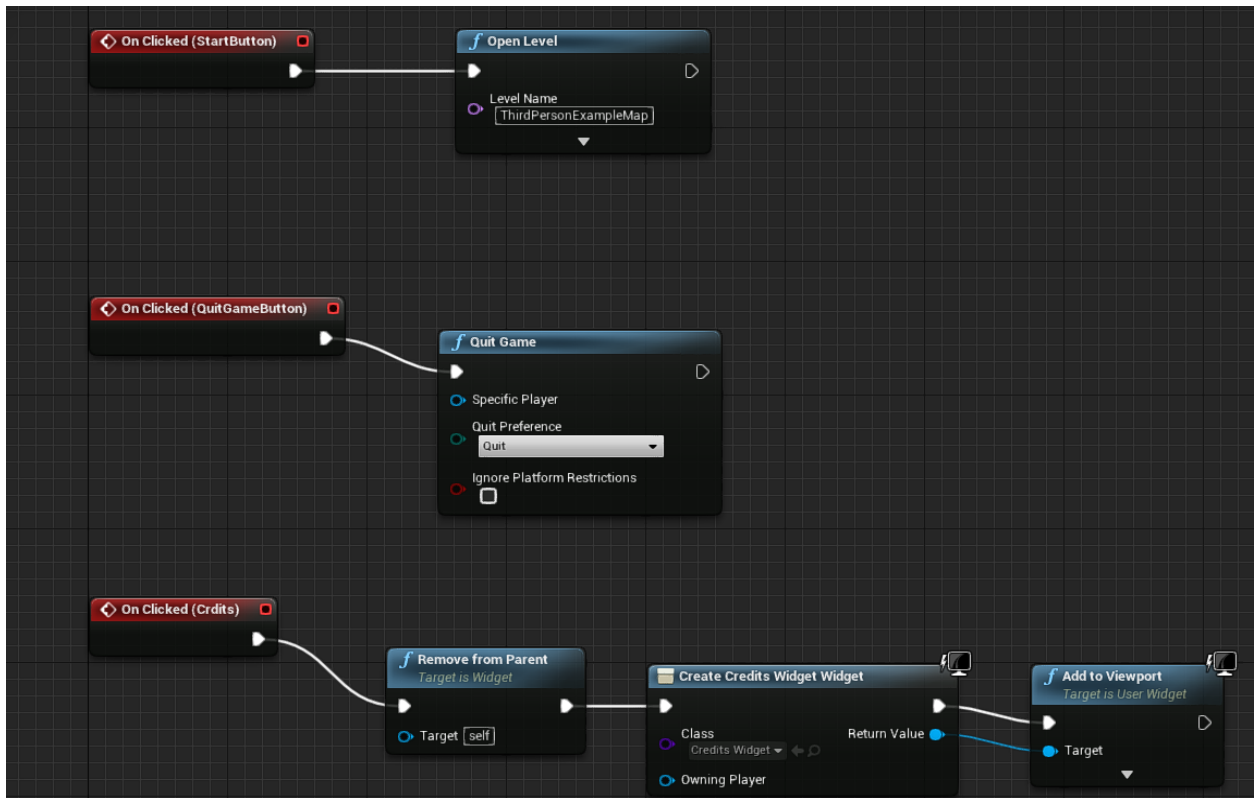 On Clicked (StartButton)
Open Level
Level Name
ThirdPersonExampleMap
On Clicked (QuitGameButton)
Quit Game
Specific Player
Quit Preference
Quit
Ignore Platform Restrictions
On Clicked (Crdits)
Remove from Parent
Target is Widget
Target self
Create Credits Widget Widget
Class
Credits Widget
Return Value
Owning Player
Add to Viewport
Target is User Widget
Target